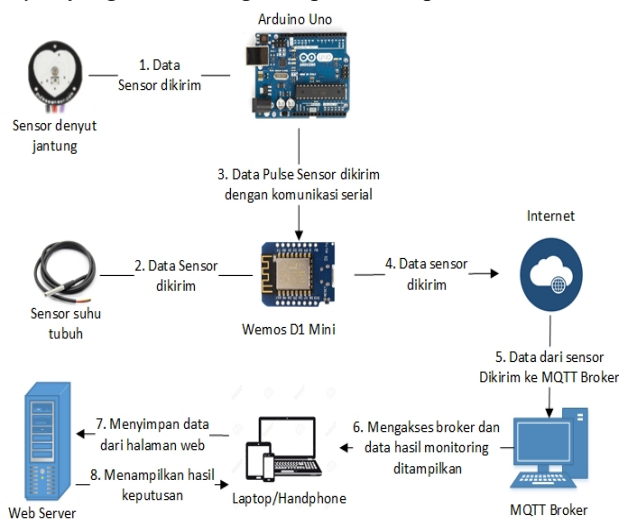 Arduino Uno
1. Data
Sensor dikirim
Sensor denyut
jantung
3. Data Pulse Sensor dikirim
dengan komunikasi serial
Internet
2. Data Sensor
dikirim
4. Data sensor
dikirim
Sensor suhu
tubuh
Wemos D1 Mini
5. Data dari sensor
Dikirim ke MQTT Broker
7. Menyimpan data
dari halaman web
6. Mengakses broker dan
data hasil monitoring
ditampilkan
8. Menampilkan hasil
keputusan
Laptop/Handphone
Web Server
MQTT Broker